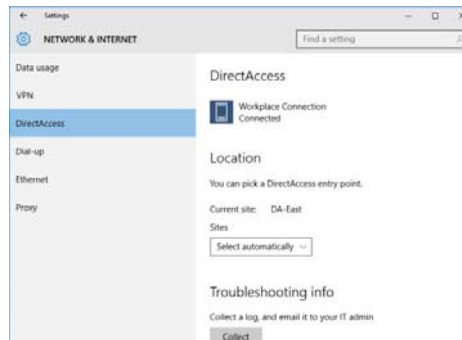 Settings
NETWORK & INTERNET
Find a setting
Data usage
VPN
DirectAccess
Dial-up
Ethernet
Proxy
DirectAccess
Workplace Connection
Connected
Location
You can pick a DirectAccess entry point.
Current site: DA-East
Sites
Select automatically
Troubleshooting info
Collect a log, and email it to your IT admin
Collect